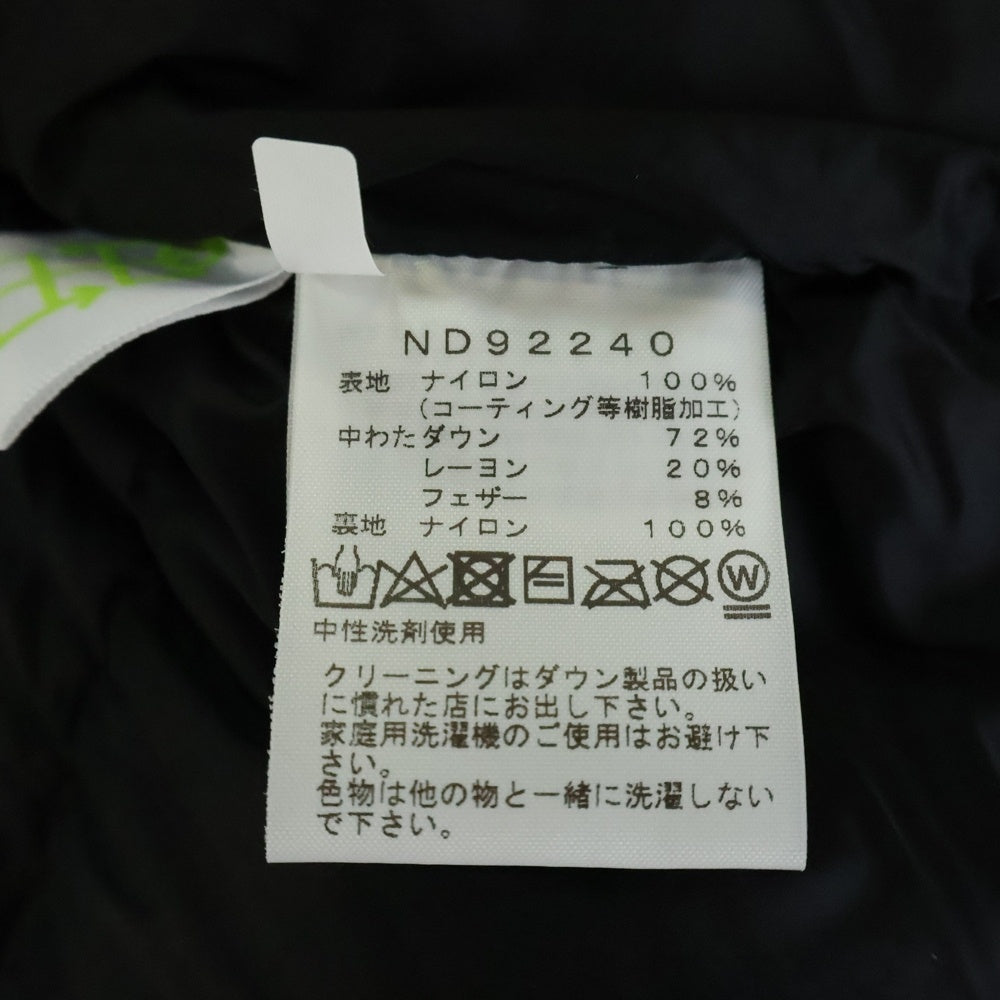 ND92240
表地 ナイロン 100%
(コーティング等樹脂加工)
中わたダウン 72%
レーヨン 20%
フェザー 8%
裏地 ナイロン 100%
W
中性洗剤使用
クリーニングはダウン製品の扱い
に慣れた店にお出し下さい。
家庭用洗濯機のご使用はお避け下
さい。
色物は他の物と一緒に洗濯しない
で下さい。